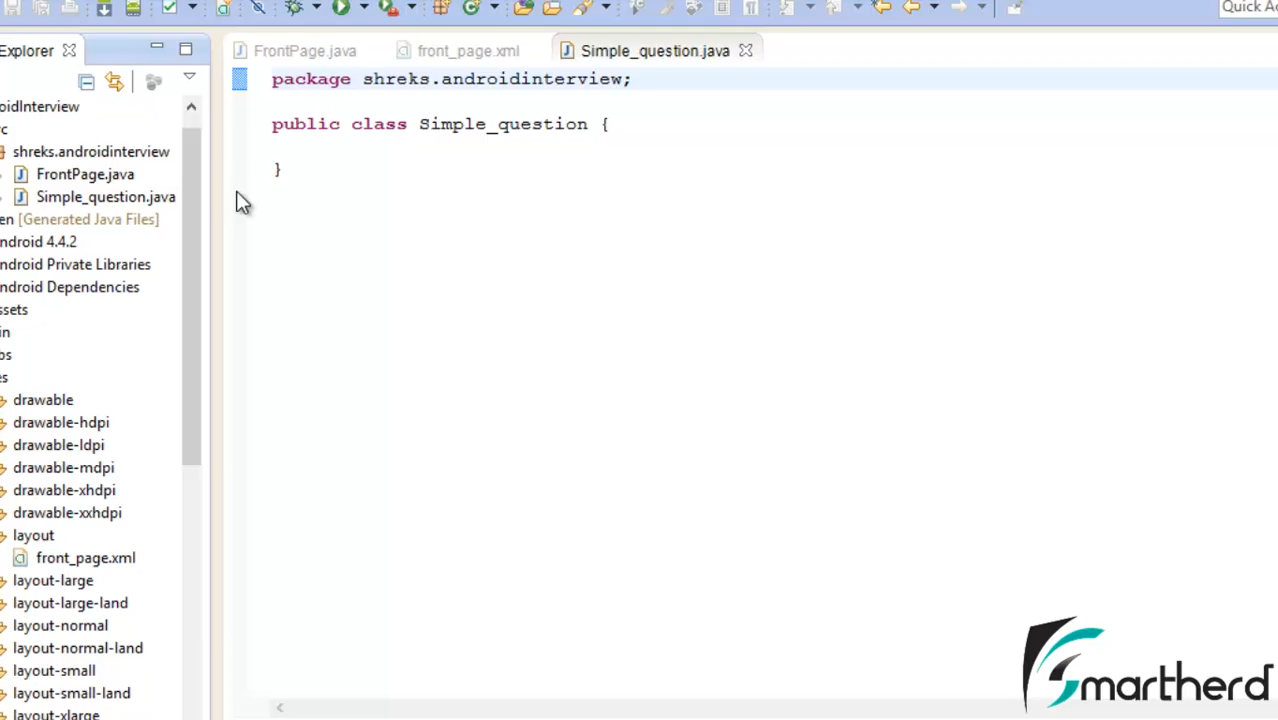 Quick Ac
Explorer
FrontPage.java
front_page.xml
Simple_question.java
oidInterview
rc
shreks.androidinterview
FrontPage.java
Simple_question.java
en [Generated Java Files]
ndroid 4.4.2
ndroid Private Libraries
ndroid Dependencies
ssets
in
bs
es
drawable
drawable-hdpi
drawable-ldpi
drawable-mdpi
drawable-xhdpi
drawable-xxhdpi
layout
front_page.xml
layout-large
layout-large-land
layout-normal
layout-normal-land
layout-small
layout-small-land
layout-xlarge
package shreks.androidinterview;
public class Simple_question {
}
Smartherd